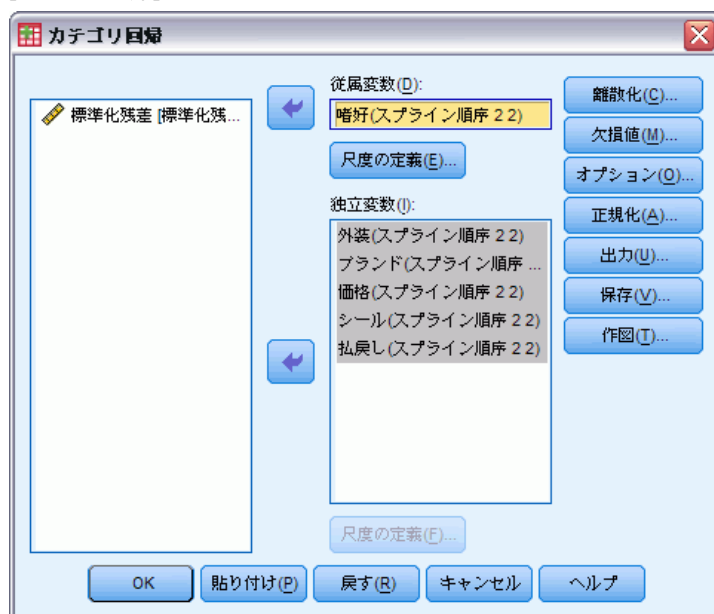 カテゴリ回帰
標準化残差 [標準化残...
従属変数(D):
嗜好(スプライン順序 2 2)
尺度の定義(E)...
独立変数(I):
外装(スプライン順序 2 2)
ブランド(スプライン順序 ...
価格(スプライン順序 2 2)
シール(スプライン順序 2 2)
払戻し(スプライン順序 2 2)
尺度の定義(F)...
離散化(C)...
欠損値(M)...
オプション(O)...
正規化(A)...
出力(U)...
保存(V)...
作図(T)...
OK
貼り付け(P)
戻す(R)
キャンセル
ヘルプ